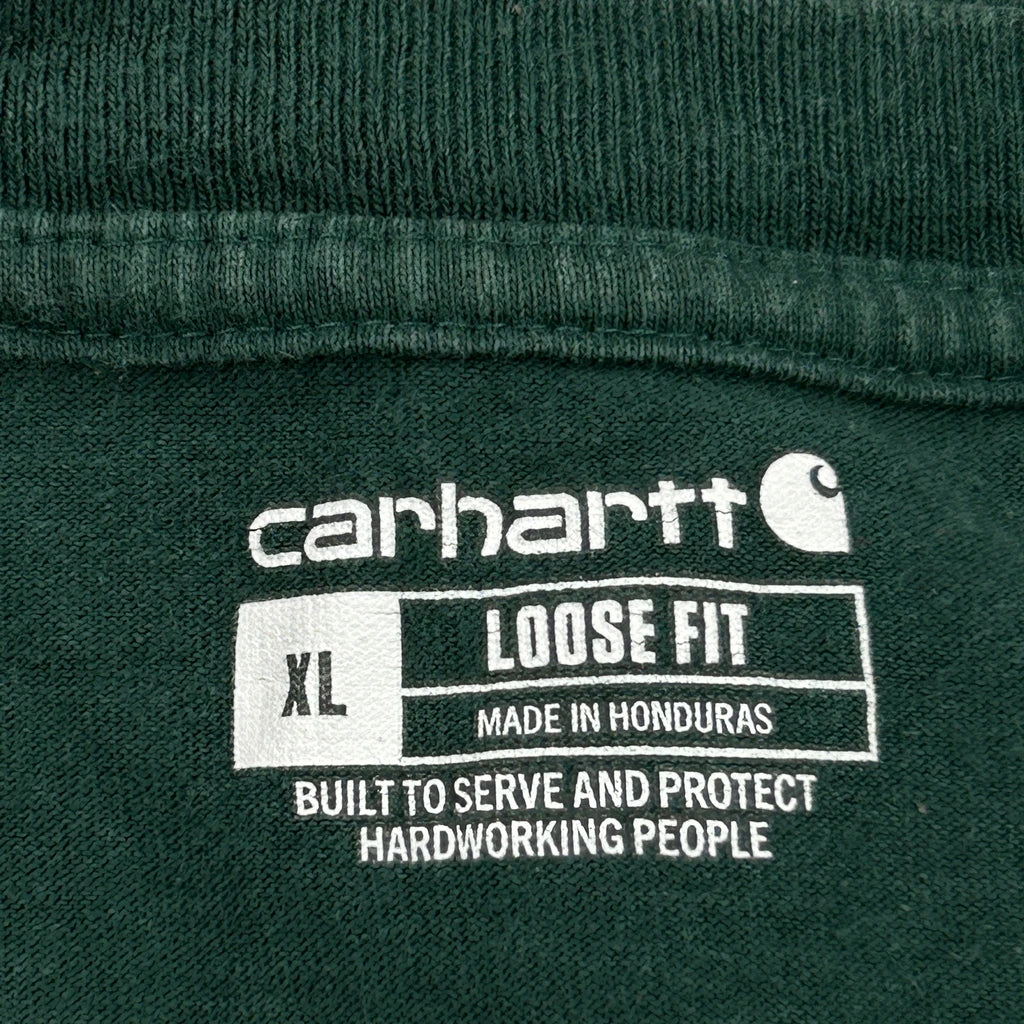 carhartt
XL
LOOSE FIT
MADE IN HONDURAS
BUILT TO SERVE AND PROTECT
HARDWORKING PEOPLE